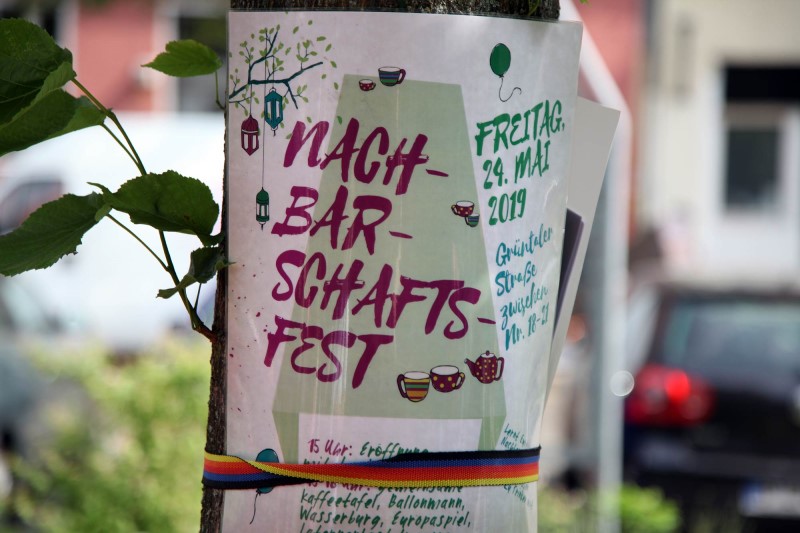 NACH-
BAR-
SCHAFTS-
FEST
FREITAG,
24. MAI
2019
Grüntaler
Straße
zwischen
Nr. 18-21
15 Uhr: Eröffnung
kaffeetafel, Ballonmann,
Wasserburg, Europaspiel,